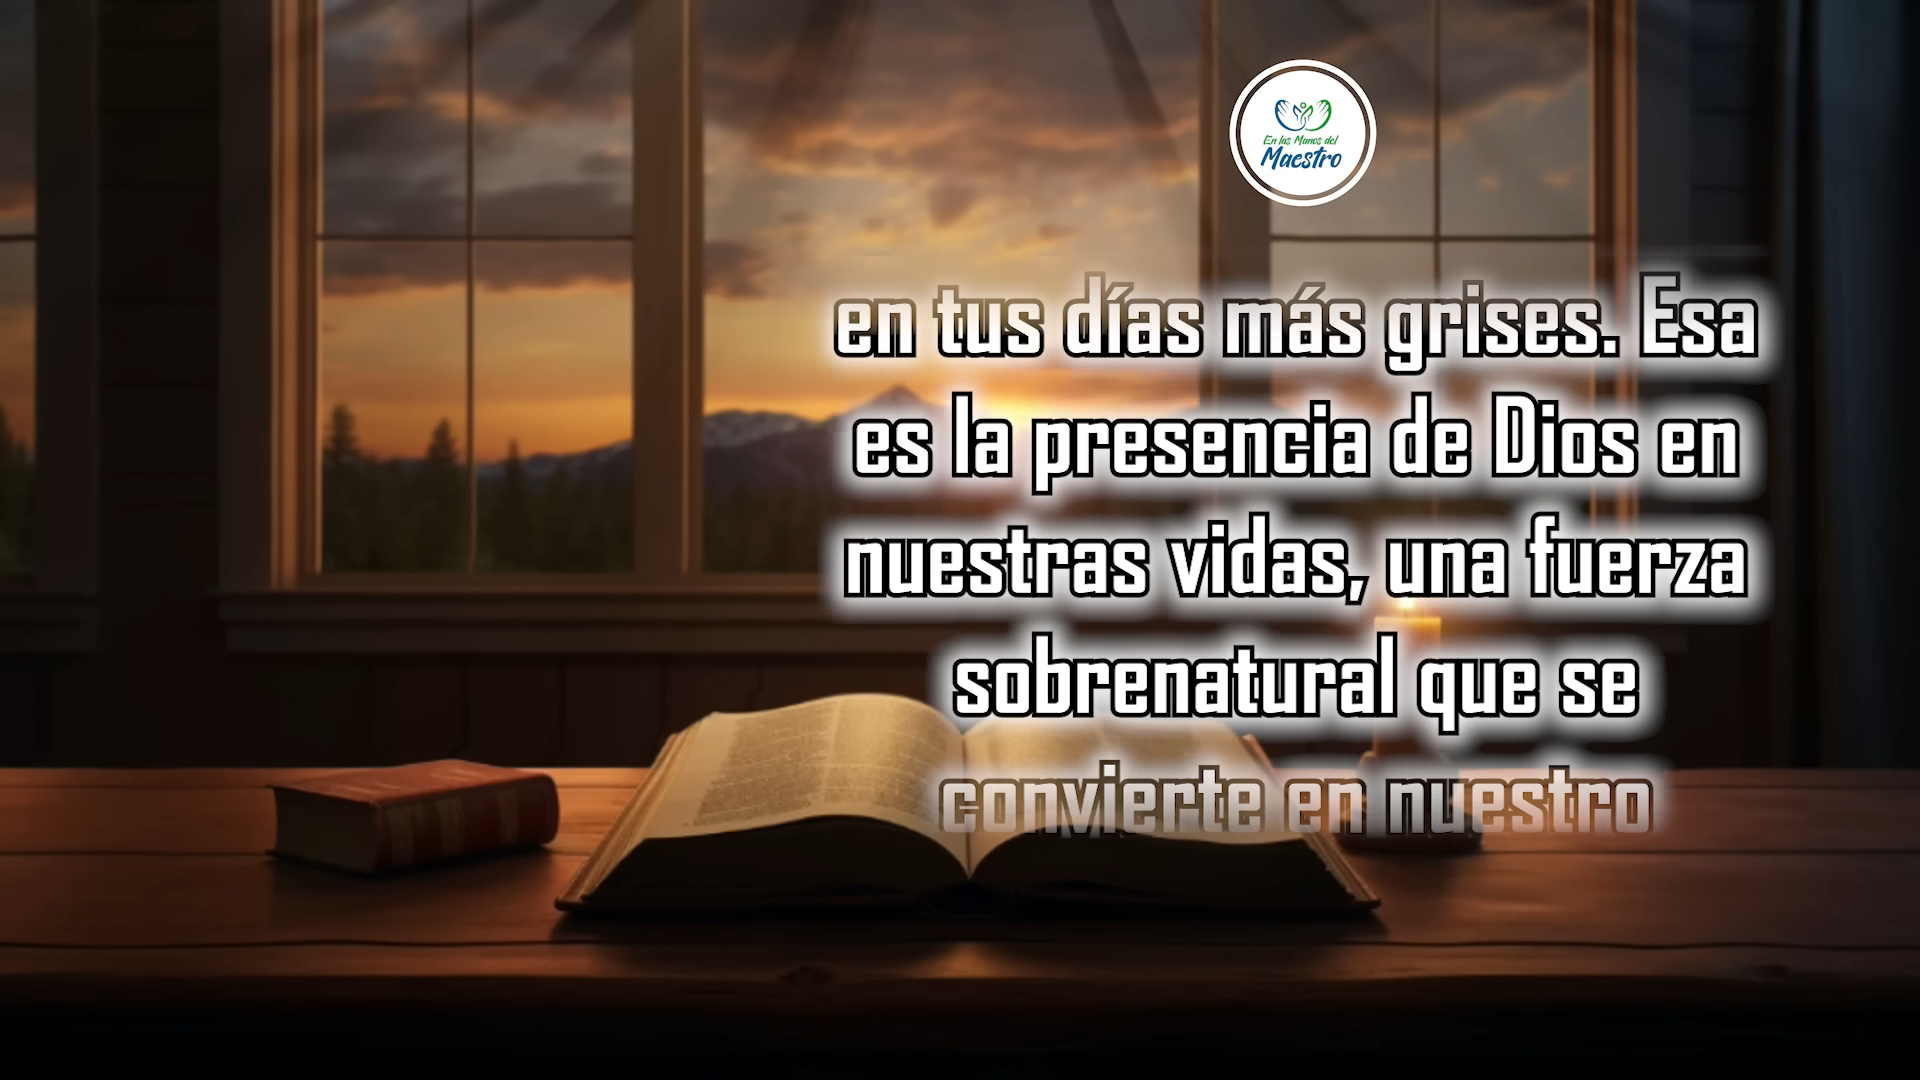 En las Manos del
Maestro
en tus días más grises. Esa
es la presencia de Dios en
nuestras vidas, una fuerza
sobrenatural que se
convierte en nuestro